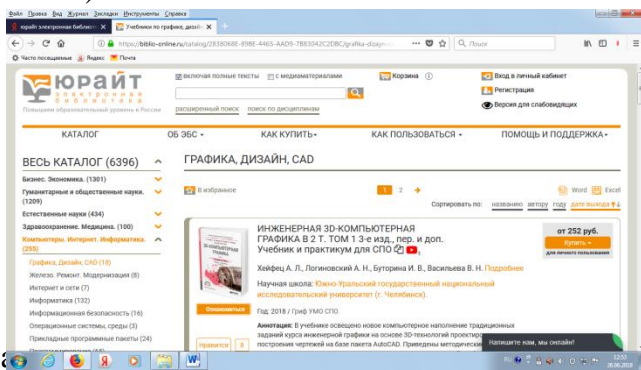 Файл Правка Вид Журнал Закладки Инструменты Справка
юрайт электронная библиот
Учебники по графике, дизайн
https://biblio-online.ru/catalog/2838068E-898E-4465-AAD9-7B83042C2DBC/grafika-dizayn-
Поиск
Часто посещаемые Яндекс Почта
юрайт
электронная
библиотека
Повышаем образовательный уровень в России
включая полные тексты с медиаматериалами
расширенный поиск поиск по дисциплинам
Корзина
Вход в личный кабинет
Регистрация
Версия для слабовидящих
КАТАЛОГ ОБ ЭБС КАК КУПИТЬ КАК ПОЛЬЗОВАТЬСЯ ПОМОЩЬ И ПОДДЕРЖКА
ВЕСЬ КАТАЛОГ (6396)
Бизнес. Экономика. (1301)
Гуманитарные и общественные науки.
(1209)
Естественные науки (434)
Здравоохранение. Медицина. (100)
Компьютеры. Интернет. Информатика.
(255)
Графика, Дизайн, CAD (18)
Железо. Ремонт. Модернизация (8)
Интернет и сети (7)
Информатика (132)
Информационная безопасность (16)
Операционные системы, среды (3)
Прикладные программные пакеты (24)
ГРАФИКА, ДИЗАЙН, CAD
В избранное
1 2
Word Excel
Сортировать по: названию автору году дате выхода
ИНЖЕНЕРНАЯ 3D-КОМПЬЮТЕРНАЯ
ГРАФИКА В 2 Т. ТОМ 1 3-е изд., пер. и доп.
Учебник и практикум для СПО
Хейфец А. Л., Логиновский А. Н., Буторина И. В., Васильева В. Н. Подробнее
Научная школа: Южно-Уральский государственный национальный
исследовательский университет (г. Челябинск).
Год: 2018 / Гриф УМО СПО
Аннотация: В учебнике освещено новое компьютерное наполнение традиционных
заданий курса инженерной графики на основе 3D-технологий
построения чертежей на базе пакета AutoCAD. Приведены
Ознакомиться
Нравится 8
от 252 руб.
Купить
для личного пользования
Напишите нам, мы онлайн!
а
RU
12:53
26.06.2018